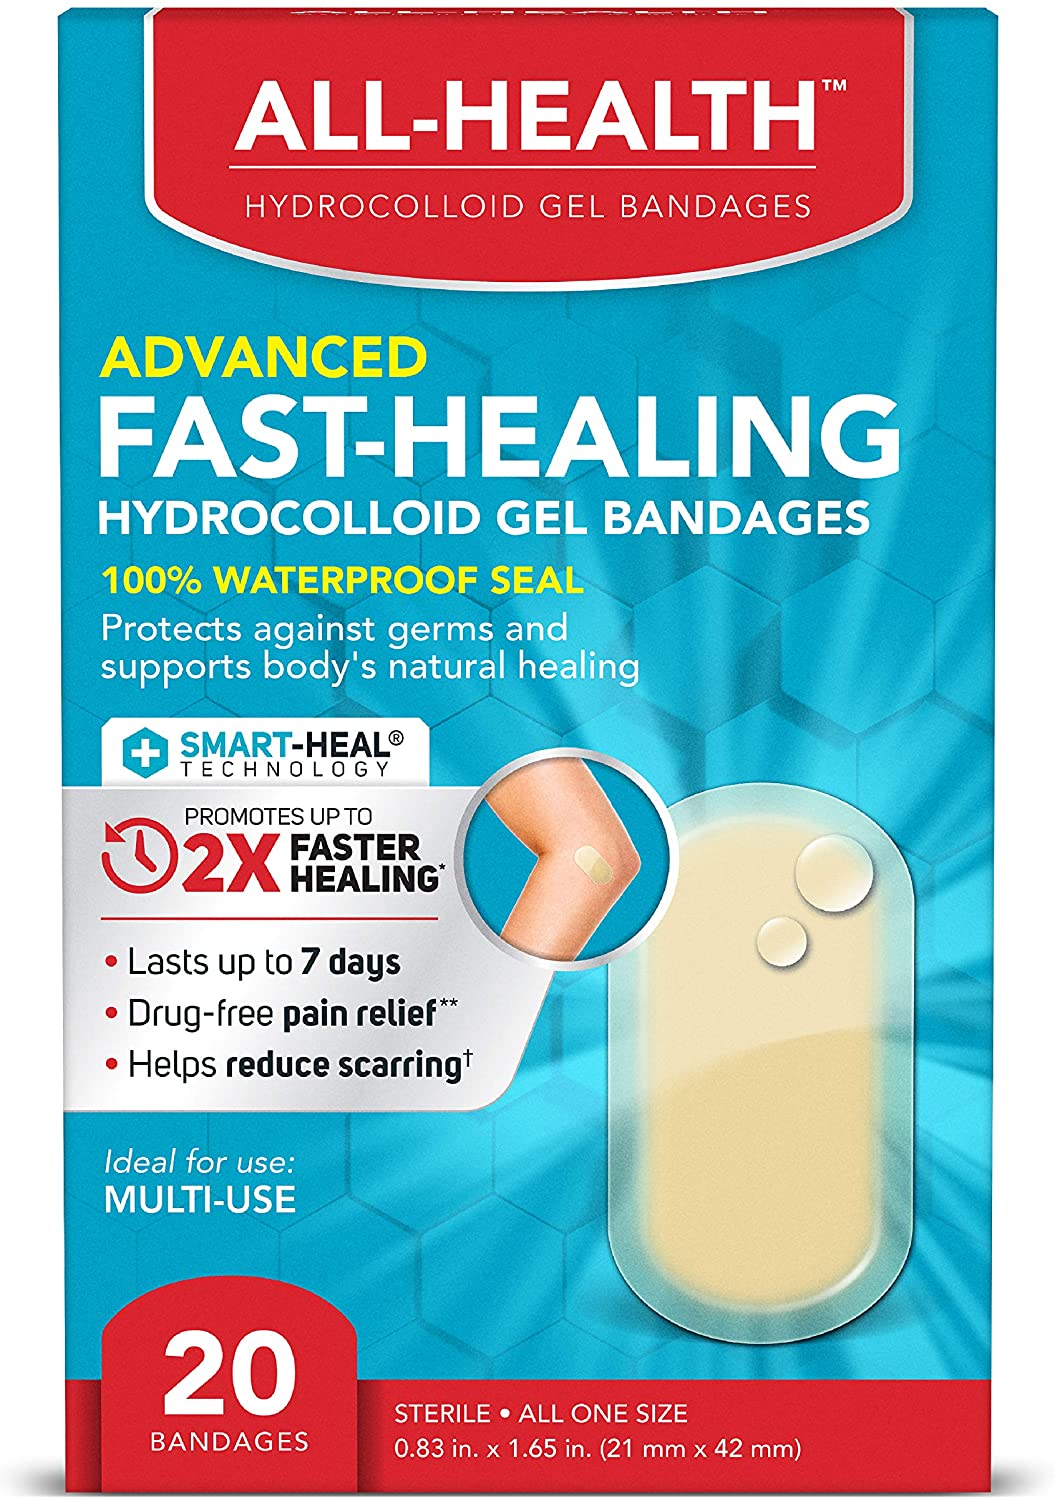 ALL-HEALTH™
HYDROCOLLOID GEL BANDAGES
ADVANCED
FAST-HEALING
HYDROCOLLOID GEL BANDAGES
100% WATERPROOF SEAL
Protects against germs and
supports body's natural healing
SMART-HEAL®
TECHNOLOGY
PROMOTES UP TO
2X FASTER
HEALING*
• Lasts up to 7 days
• Drug-free pain relief**
• Helps reduce scarring†
Ideal for use:
MULTI-USE
20
BANDAGES
STERILE • ALL ONE SIZE
0.83 in. x 1.65 in. (21 mm x 42 mm)